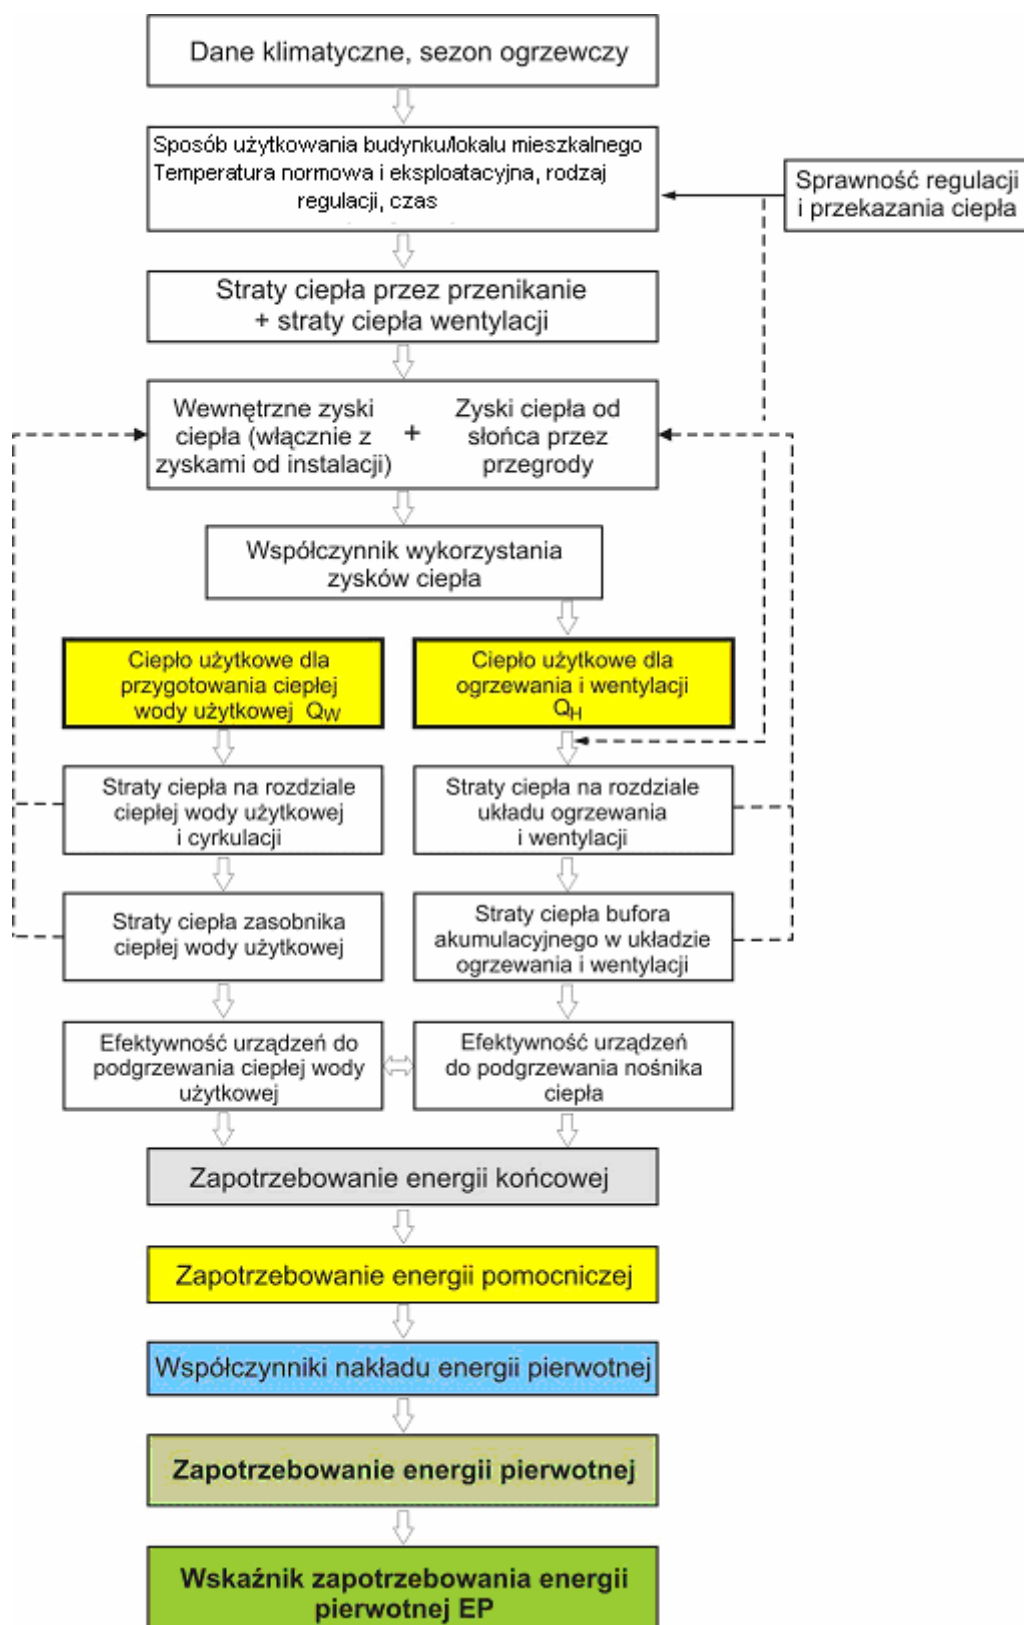 Dane klimatyczne, sezon ogrzewczy
Sposób użytkowania budynku/lokalu mieszkalnego
Temperatura normowa i eksploatacyjna, rodzaj
regulacji, czas
Sprawność regulacji
i przekazania ciepła
Straty ciepła przez przenikanie
+ straty ciepła wentylacji
Wewnętrzne zyski
ciepła (włącznie z
zyskami od instalacji)
+
Zyski ciepła od
słońca przez
przegrody
Współczynnik wykorzystania
zysków ciepła
Ciepło użytkowe dla
przygotowania ciepłej
wody użytkowej QW
Ciepło użytkowe dla
ogrzewania i wentylacji
QH
Straty ciepła na rozdziale
ciepłej wody użytkowej
i cyrkulacji
Straty ciepła na rozdziale
układu ogrzewania
i wentylacji
Straty ciepła zasobnika
ciepłej wody użytkowej
Straty ciepła bufora
akumulacyjnego w układzie
ogrzewania i wentylacji
Efektywność urządzeń do
podgrzewania ciepłej wody
użytkowej
Efektywność urządzeń
do podgrzewania nośnika
ciepła
Zapotrzebowanie energii końcowej
Zapotrzebowanie energii pomocniczej
Współczynniki nakładu energii pierwotnej
Zapotrzebowanie energii pierwotnej
Wskaźnik zapotrzebowania energii
pierwotnej EP